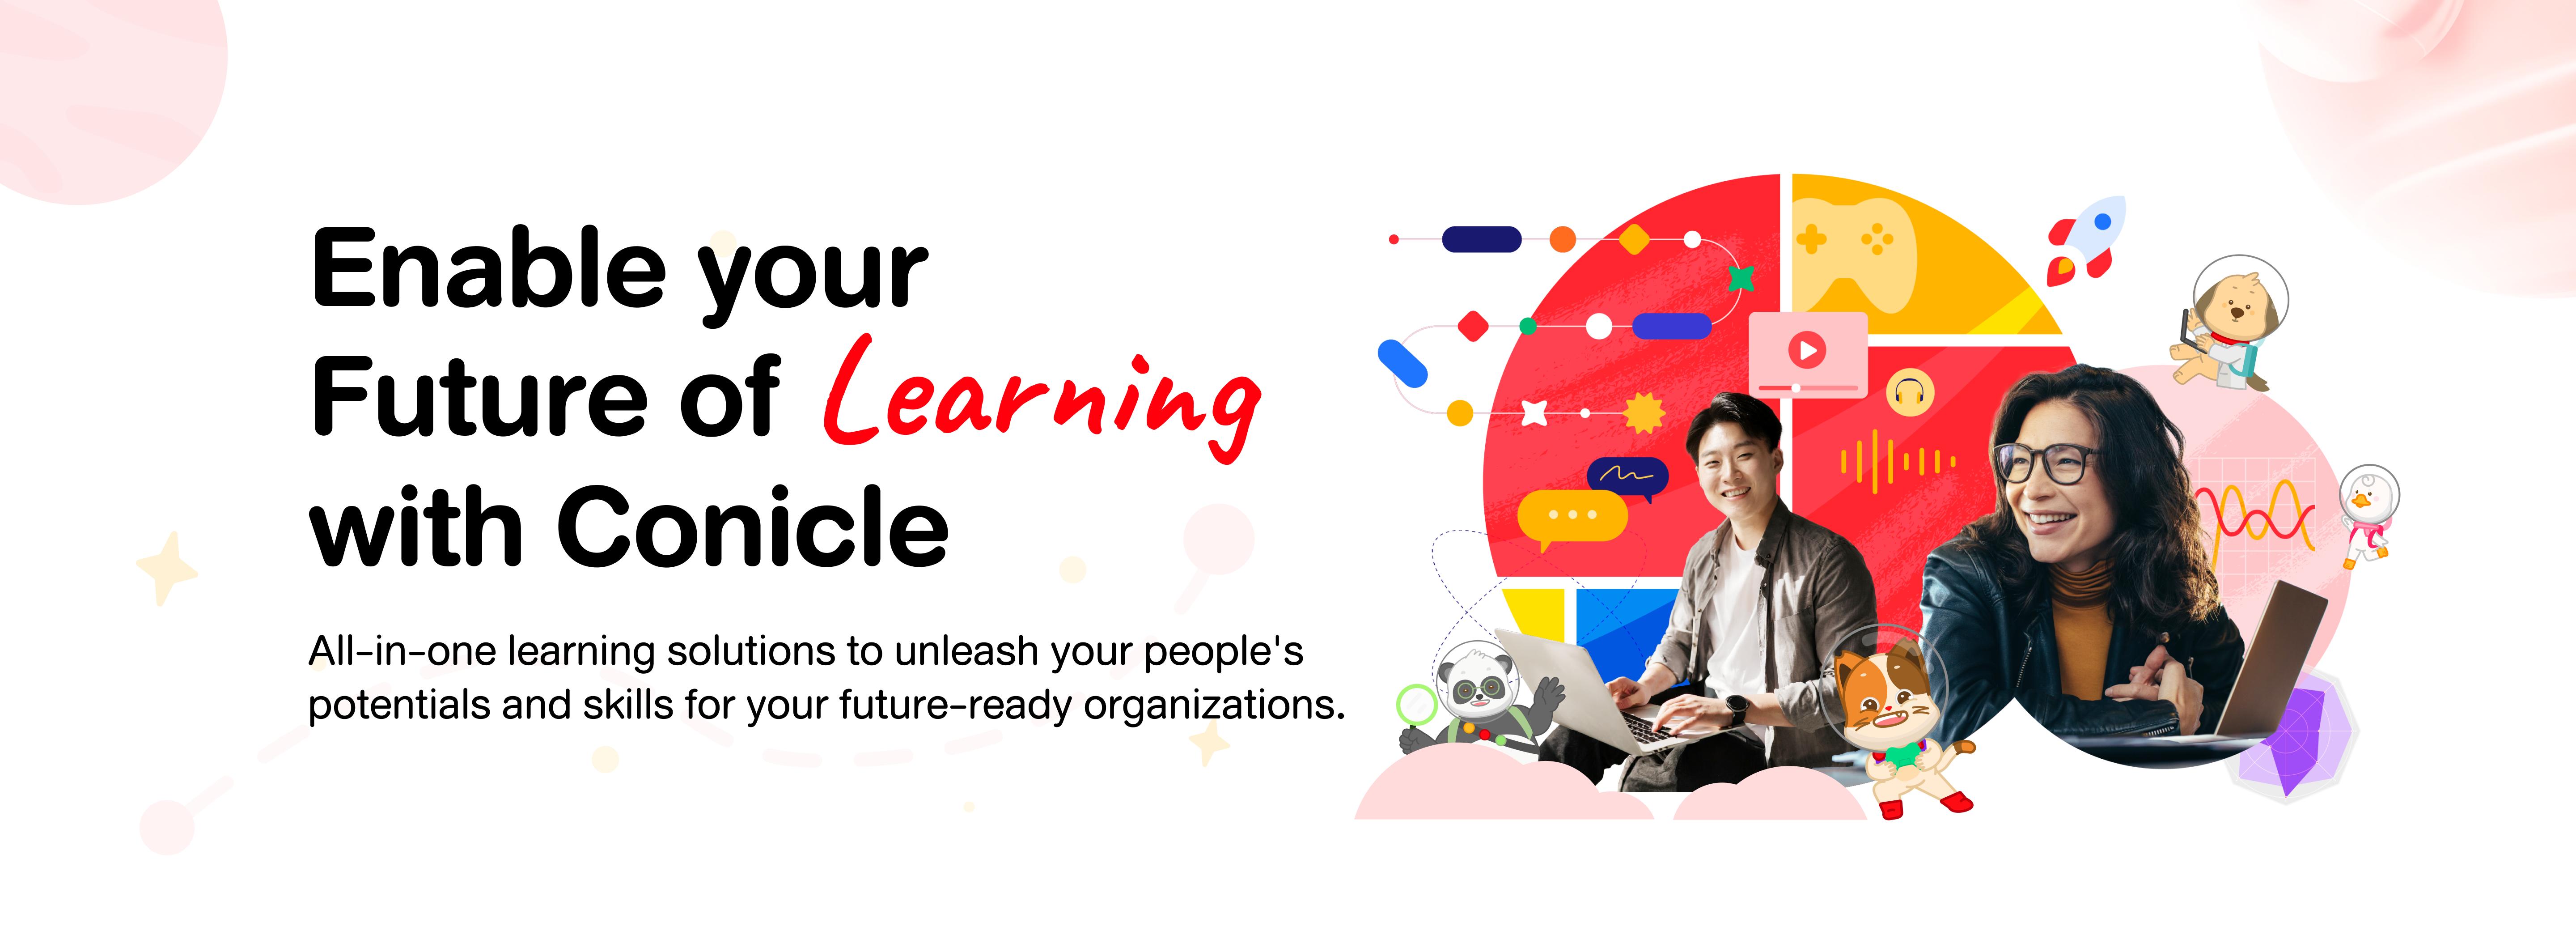 Enable your
Future of Learning
with Conicle
All-in-one learning solutions to unleash your people's
potentials and skills for your future-ready organizations.